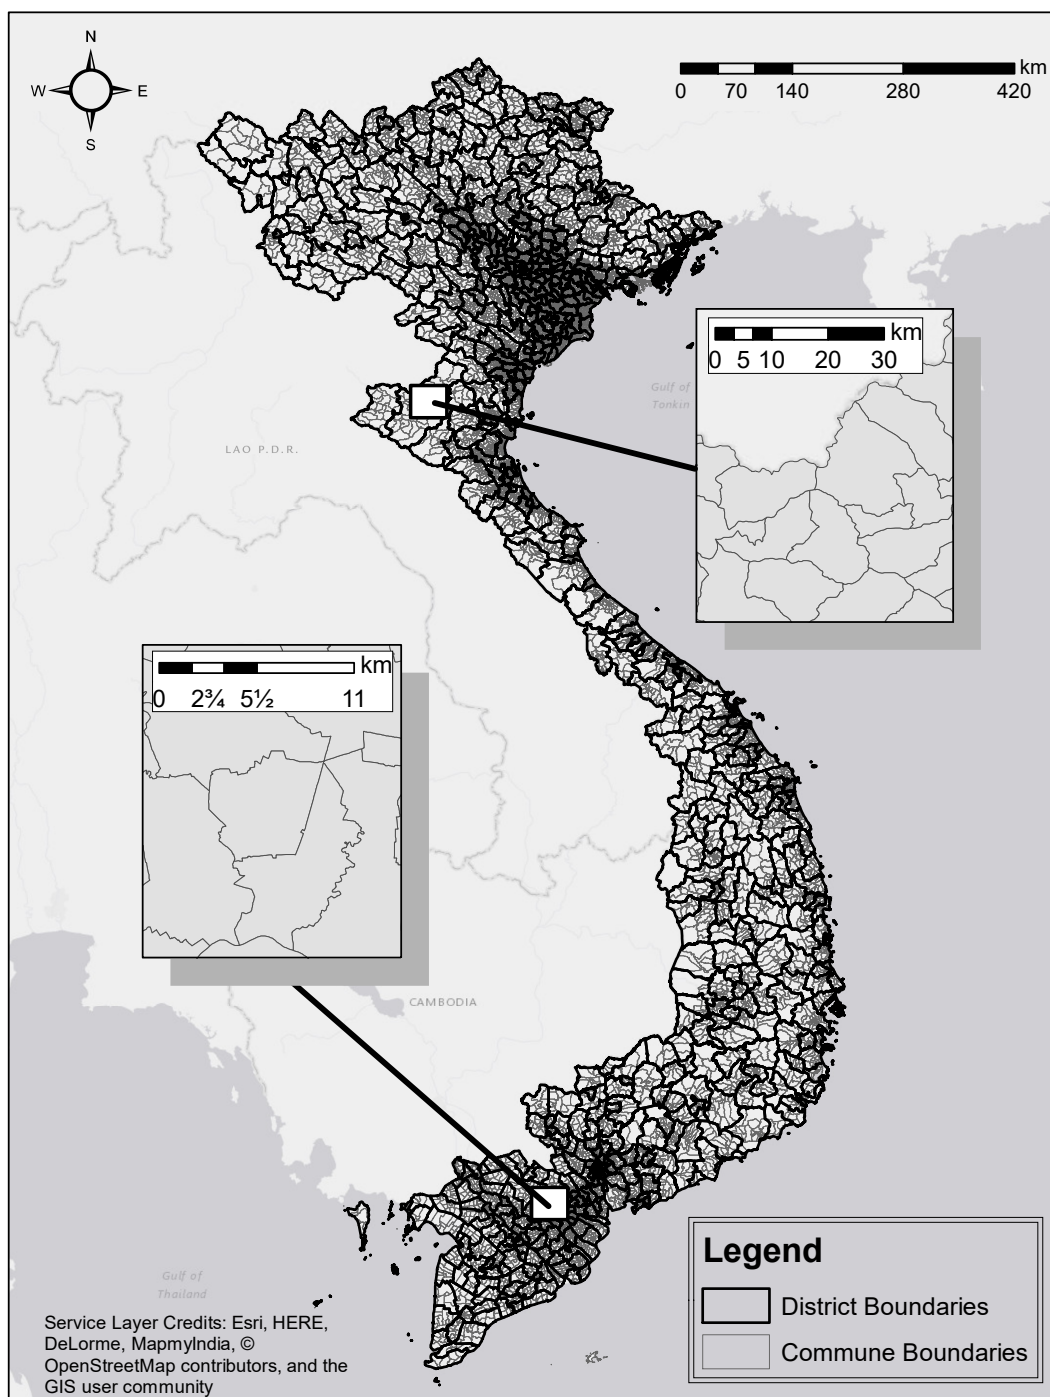 N
W E
S
km
0 70 140 280 420
km
0 5 10 20 30
Gulf of
Tonkin
LAO P.D.R.
km
0 2¾ 5½ 11
CAMBODIA
Gulf of
Thailand
Legend
District Boundaries
Commune Boundaries
Service Layer Credits: Esri, HERE,
DeLorme, MapmyIndia, ©
OpenStreetMap contributors, and the
GIS user community